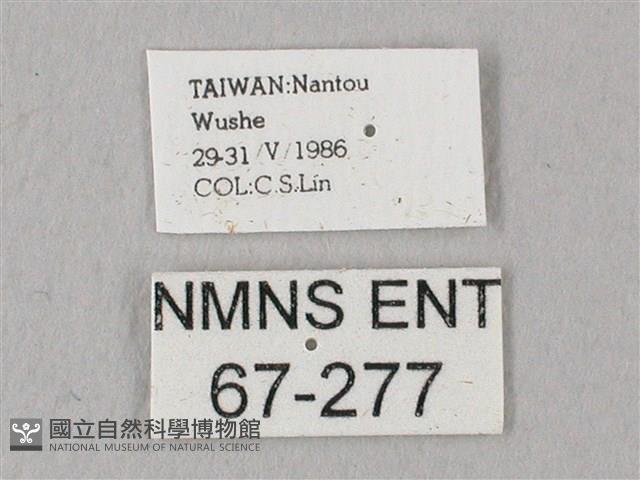 TAIWAN:Nantou
Wushe
29-31/V/1986
COL:C.S.Lin
NMNS ENT
67-277
國立自然科學博物館
NATIONAL MUSEUM OF NATURAL SCIENCE